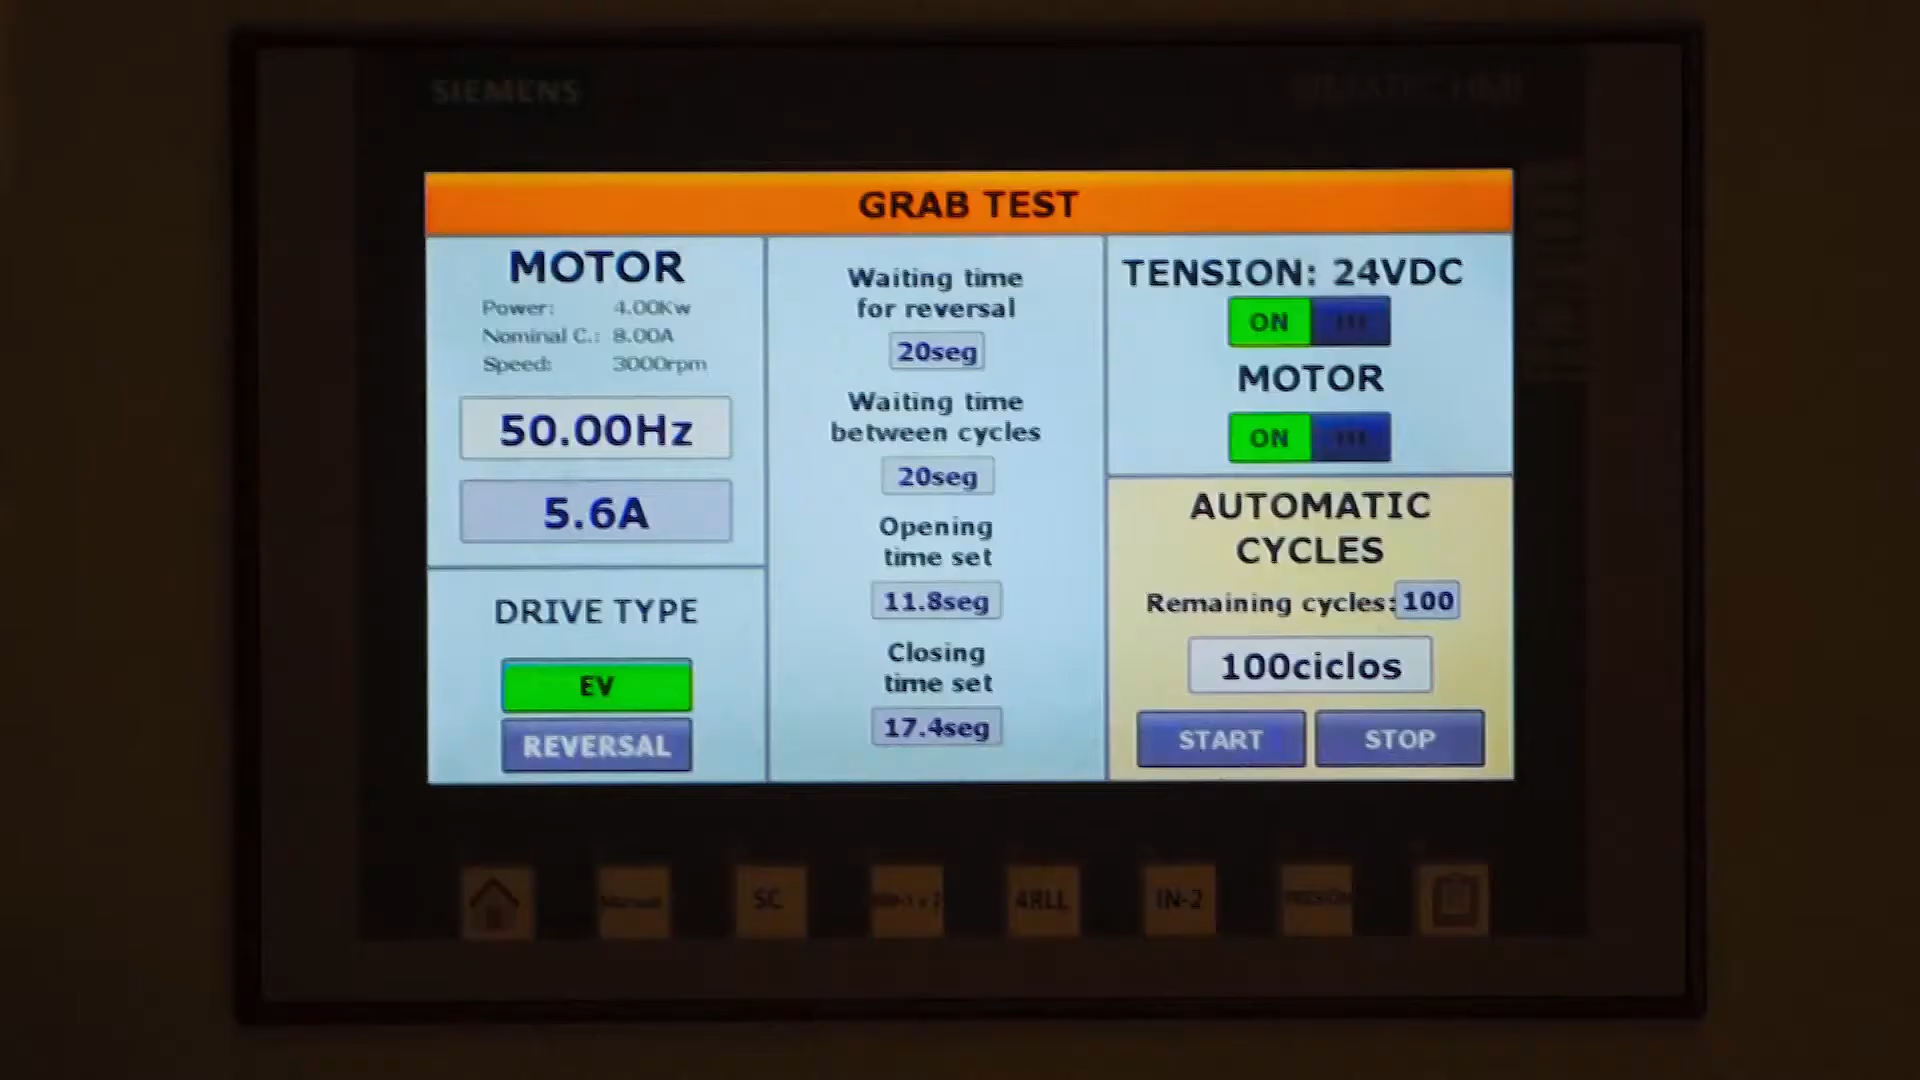 SIEMENS
SIMATIC HMI
GRAB TEST
MOTOR
Power: 4.00Kw
Nominal C.: 8.00A
Speed: 3000rpm
50.00Hz
5.6A
DRIVE TYPE
EV
REVERSAL
Waiting time
for reversal
20seg
Waiting time
between cycles
20seg
Opening
time set
11.8seg
Closing
time set
17.4seg
TENSION: 24VDC
ON
MOTOR
ON
AUTOMATIC
CYCLES
Remaining cycles: 100
100ciclos
START STOP
Manual SC 4RLL IN-2